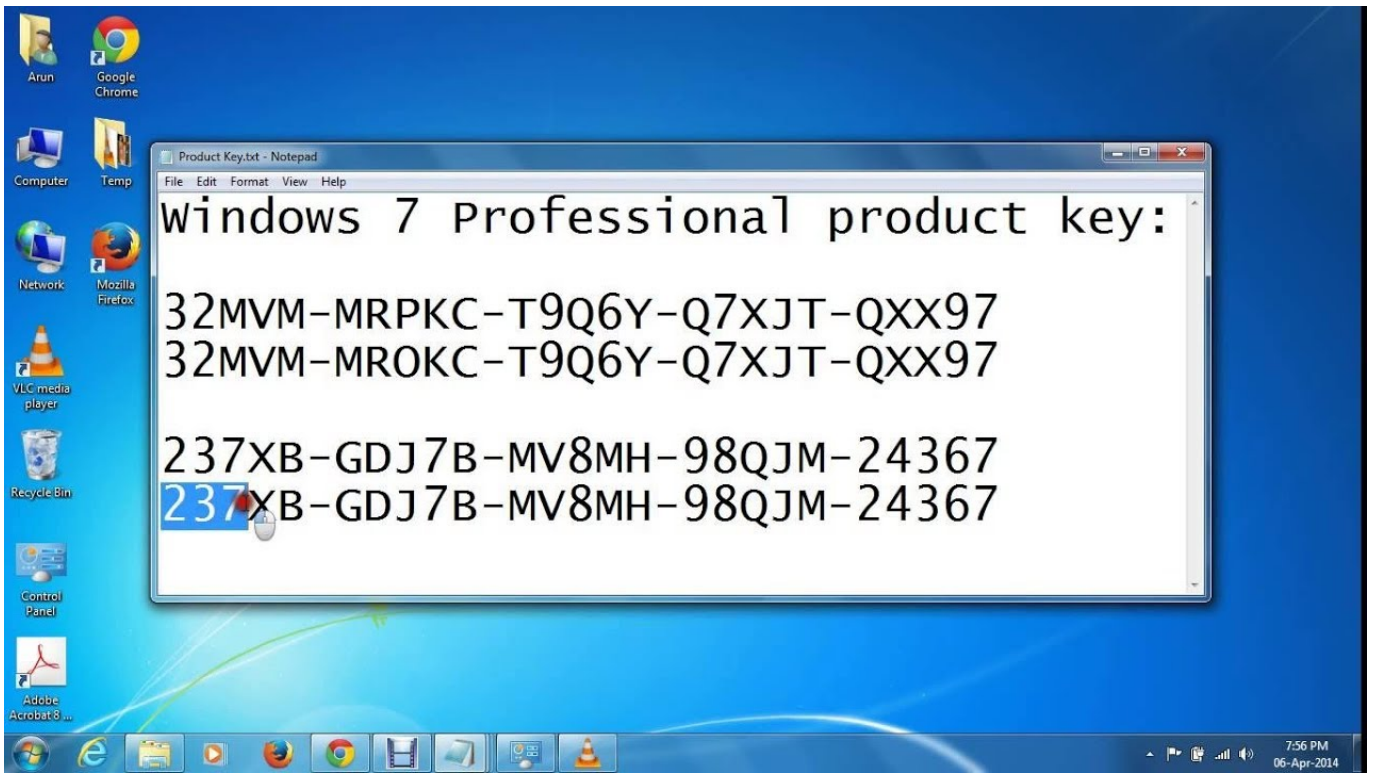 Arun
Google Chrome
Computer
Temp
Network
Mozilla Firefox
VLC media player
Recycle Bin
Control Panel
Adobe Acrobat 8 ...
Product Key.txt - Notepad
File Edit Format View Help
Windows 7 Professional product key:
32MVM-MRPKC-T9Q6Y-Q7XJT-QXX97
32MVM-MROKC-T9Q6Y-Q7XJT-QXX97
237XB-GDJ7B-MV8MH-98QJM-24367
237XB-GDJ7B-MV8MH-98QJM-24367
7:56 PM
06-Apr-2014